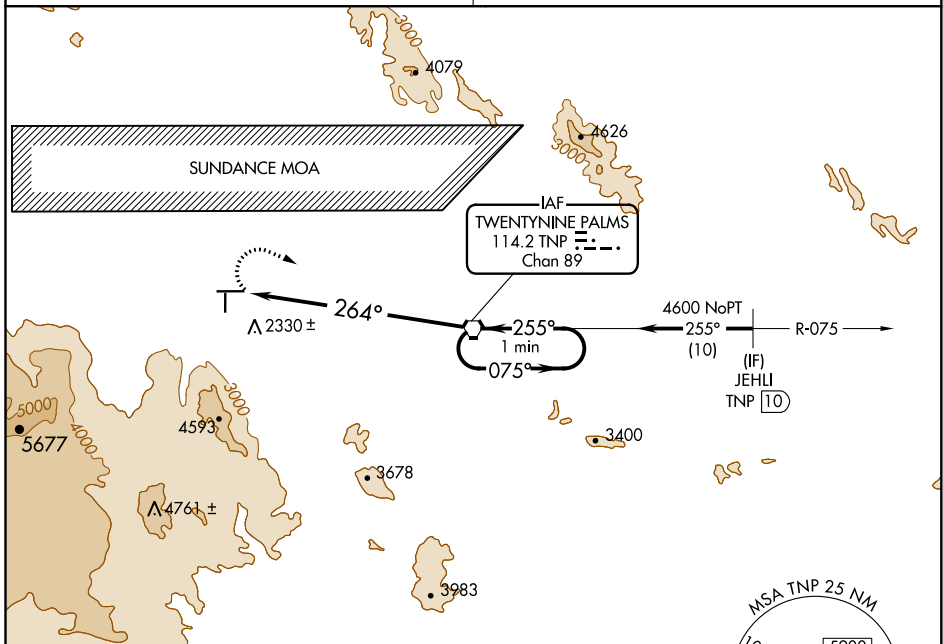 3000
4079
4626
3000
SUNDANCE MOA
IAF
TWENTYNINE PALMS
114.2 TNP
Chan 89
264°
2330 ±
255°
1 min
075°
4600 NoPT
255°
(10)
R-075
(IF)
JEHLI
TNP 10
3000
5000
4000
5677
4593
3400
3678
4761 ±
3983
MSA TNP 25 NM